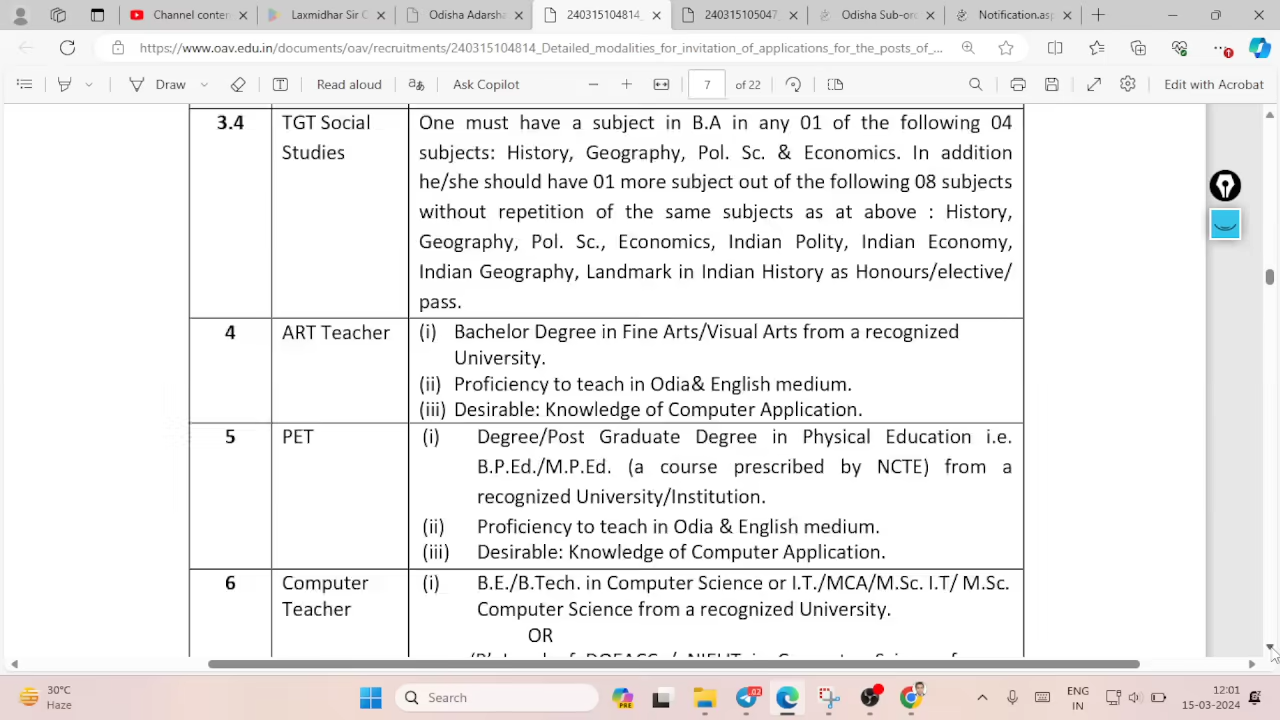 Channel conten
Laxmidhar Sir C
Odisha Adarsha
240315104814_
240315105047_
Odisha Sub-ord
Notification.asp
https://www.oav.edu.in/documents/oav/recruitments/240315104814_Detailed_modalities_for_invitation_of_applications_for_the_posts_of_...
Draw
Read aloud
Ask Copilot
7 of 22
Edit with Acrobat
3.4 TGT Social Studies
One must have a subject in B.A in any 01 of the following 04
subjects: History, Geography, Pol. Sc. & Economics. In addition
he/she should have 01 more subject out of the following 08 subjects
without repetition of the same subjects as at above : History,
Geography, Pol. Sc., Economics, Indian Polity, Indian Economy,
Indian Geography, Landmark in Indian History as Honours/elective/
pass.
4 ART Teacher
(i) Bachelor Degree in Fine Arts/Visual Arts from a recognized
University.
(ii) Proficiency to teach in Odia& English medium.
(iii) Desirable: Knowledge of Computer Application.
5 PET
(i) Degree/Post Graduate Degree in Physical Education i.e.
B.P.Ed./M.P.Ed. (a course prescribed by NCTE) from a
recognized University/Institution.
(ii) Proficiency to teach in Odia & English medium.
(iii) Desirable: Knowledge of Computer Application.
6 Computer Teacher
(i) B.E./B.Tech. in Computer Science or I.T./MCA/M.Sc. I.T/ M.Sc.
Computer Science from a recognized University.
OR
30°C
Haze
Search
PRE
02
ENG
IN
12:01
15-03-2024